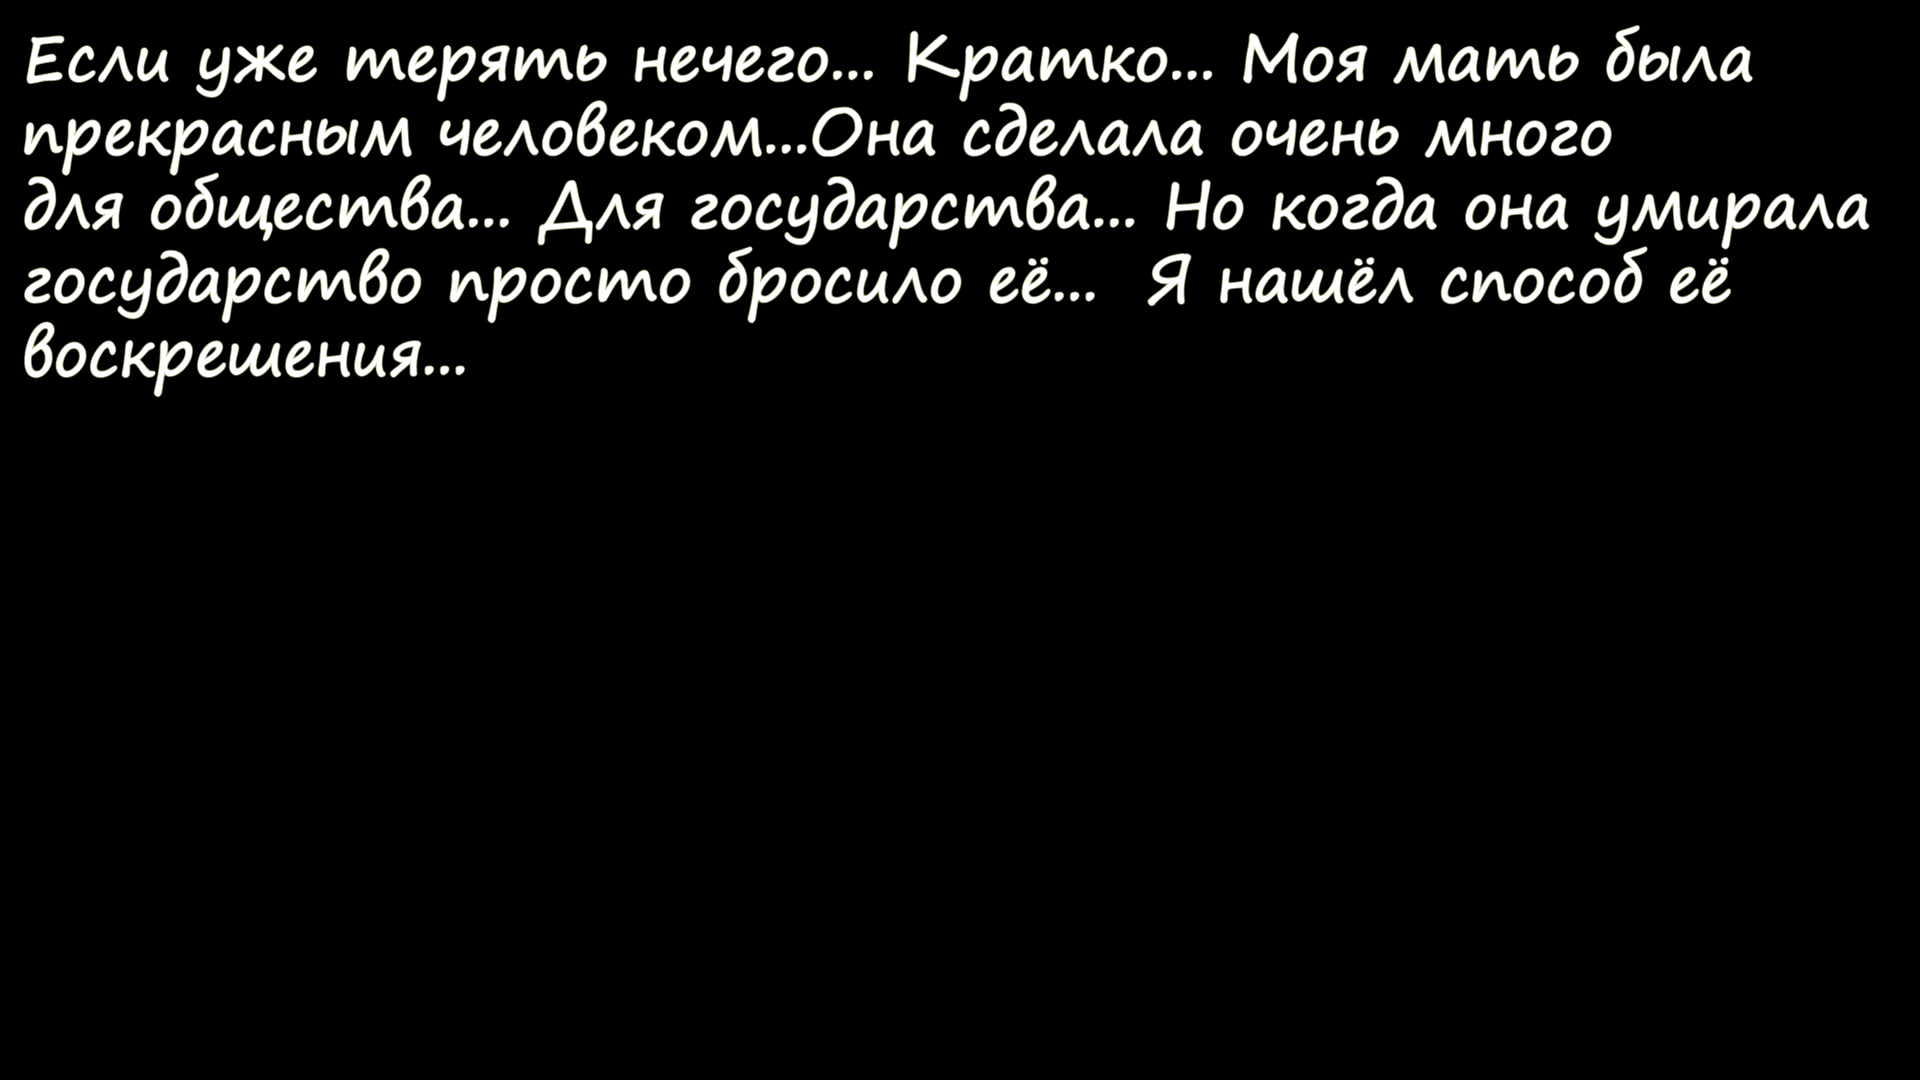 Если уже терять нечего... Кратко... Моя мать была
прекрасным человеком...Она сделала очень много
для общества... Для государства... Но когда она умирала
государство просто бросило её...  Я нашёл способ её
воскрешения...